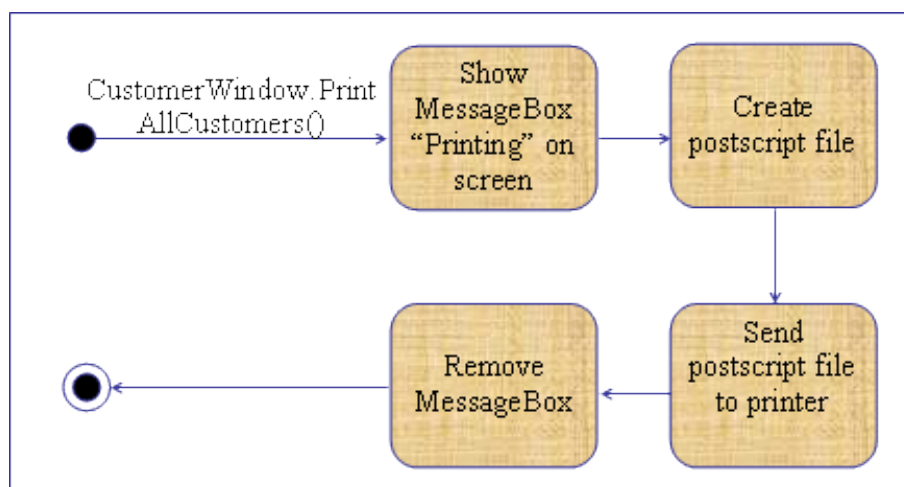 CustomerWindow.Print
AllCustomers()
Show
MessageBox
“Printing” on
screen
Create
postscript file
Send
postscript file
to printer
Remove
MessageBox